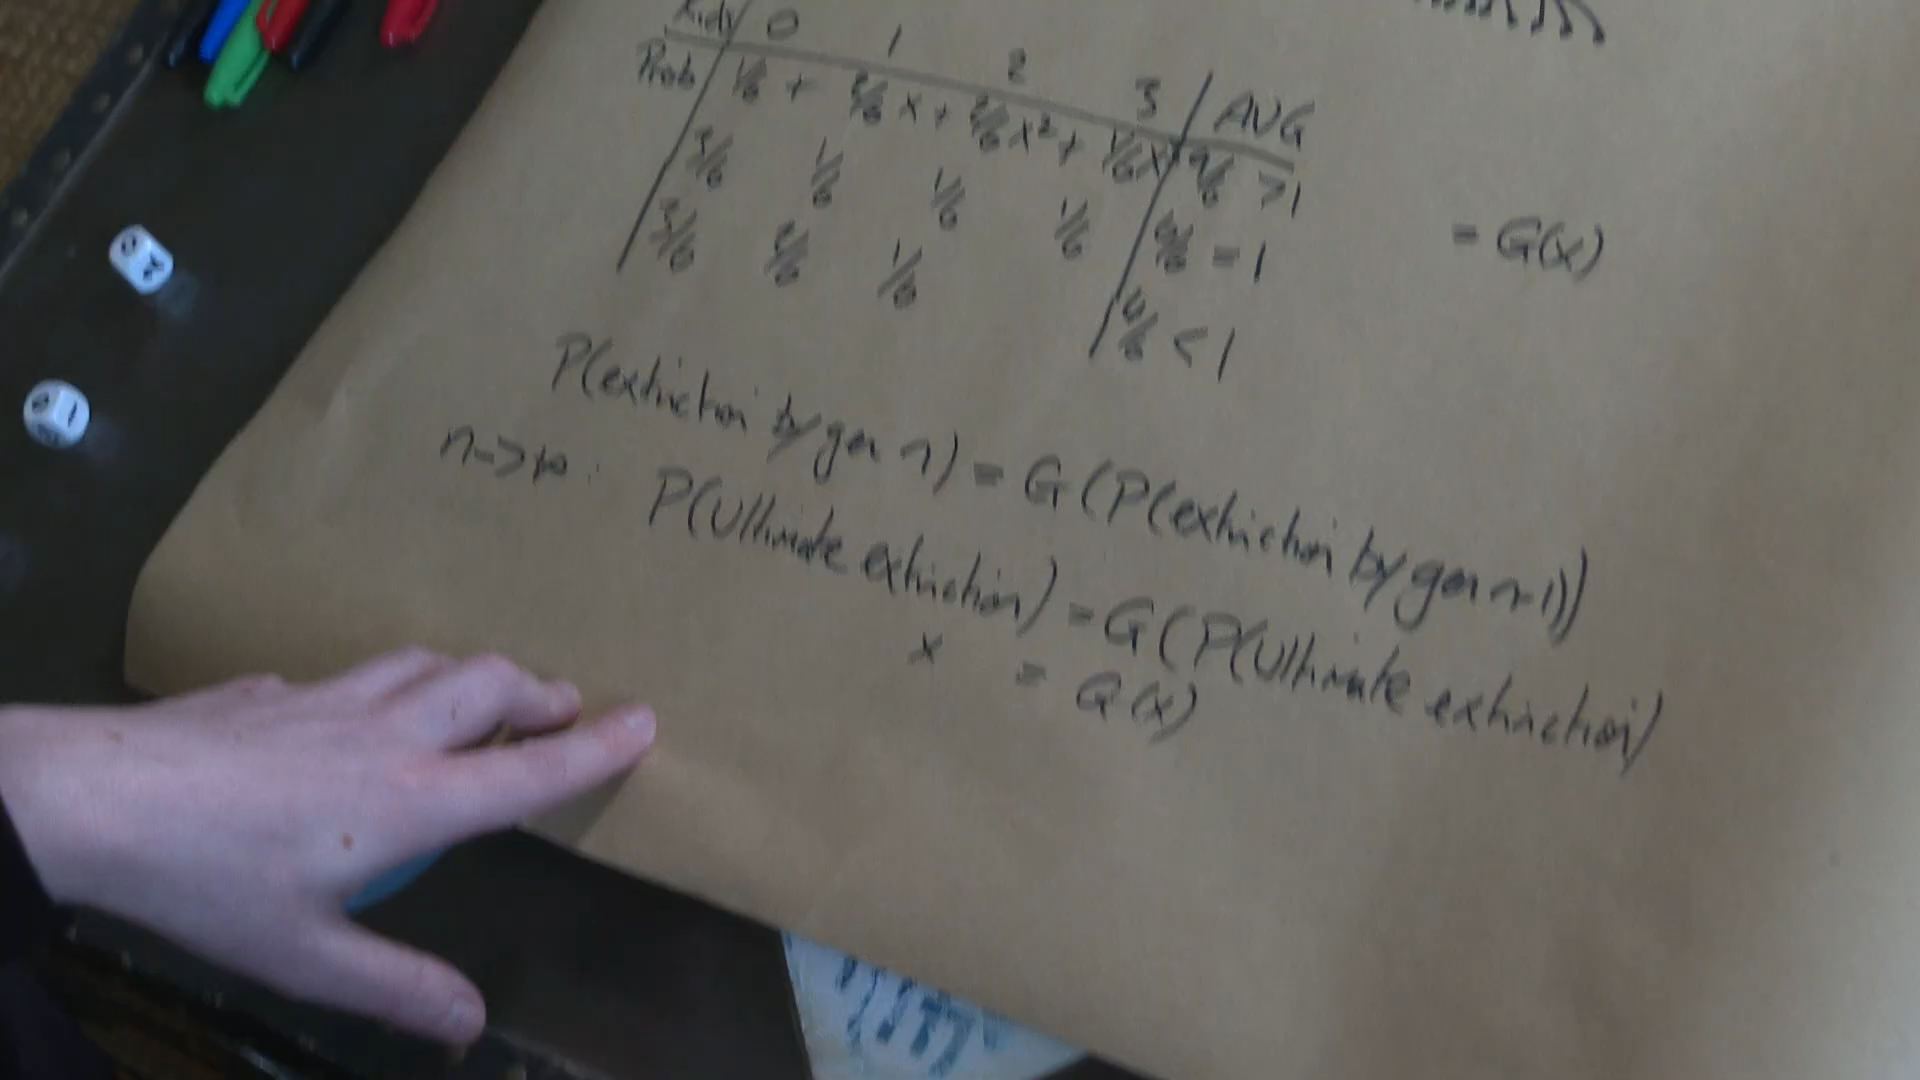 Kids 0 1 2 3 AVG
Prob 1/6 + 2/6 x + 2/6 x² + 1/6 x³ 9/6 > 1
3/6 1/6 1/6 1/6 6/6 = 1
3/6 2/6 1/6 4/6 < 1
= G(x)
P(extinction by gen n) = G(P(extinction by gen n-1))
n->∞: P(Ultimate extinction) = G(P(Ultimate extinction)
x = G(x)